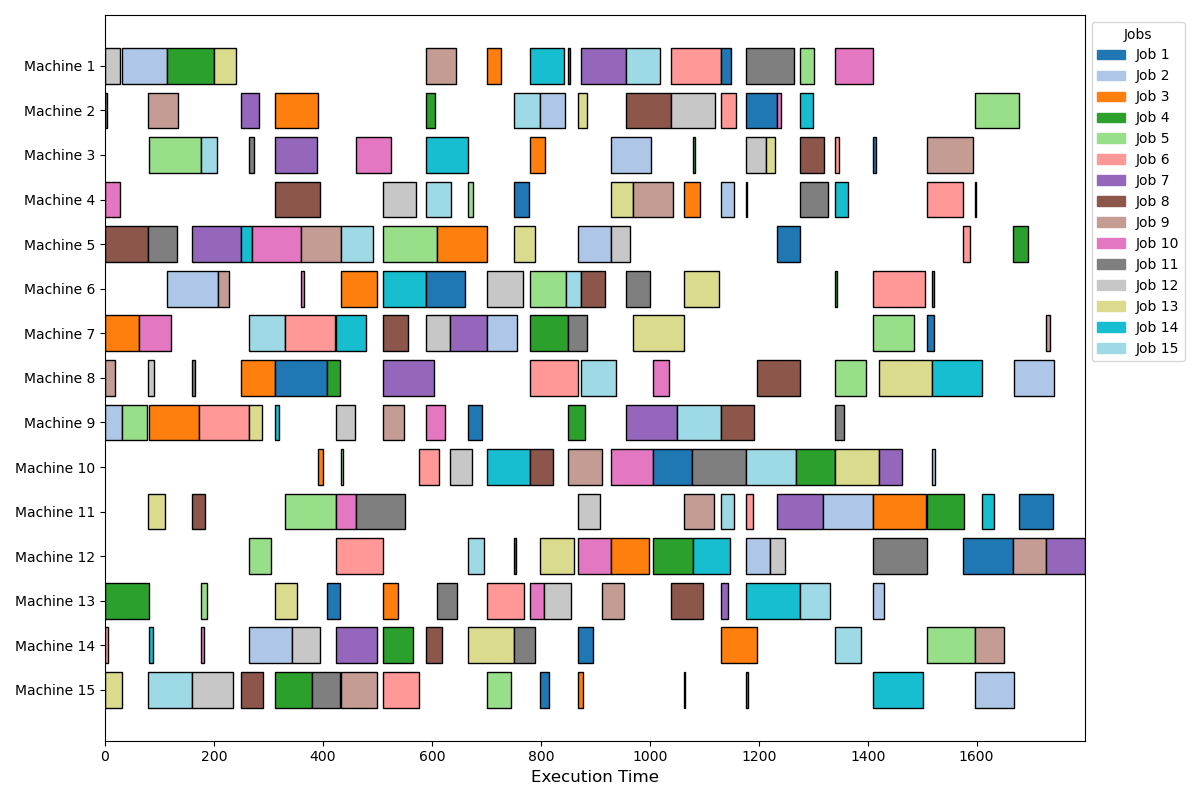 Machine 1
Machine 2
Machine 3
Machine 4
Machine 5
Machine 6
Machine 7
Machine 8
Machine 9
Machine 10
Machine 11
Machine 12
Machine 13
Machine 14
Machine 15
0 200 400 600 800 1000 1200 1400 1600
Execution Time
Jobs
Job 1
Job 2
Job 3
Job 4
Job 5
Job 6
Job 7
Job 8
Job 9
Job 10
Job 11
Job 12
Job 13
Job 14
Job 15